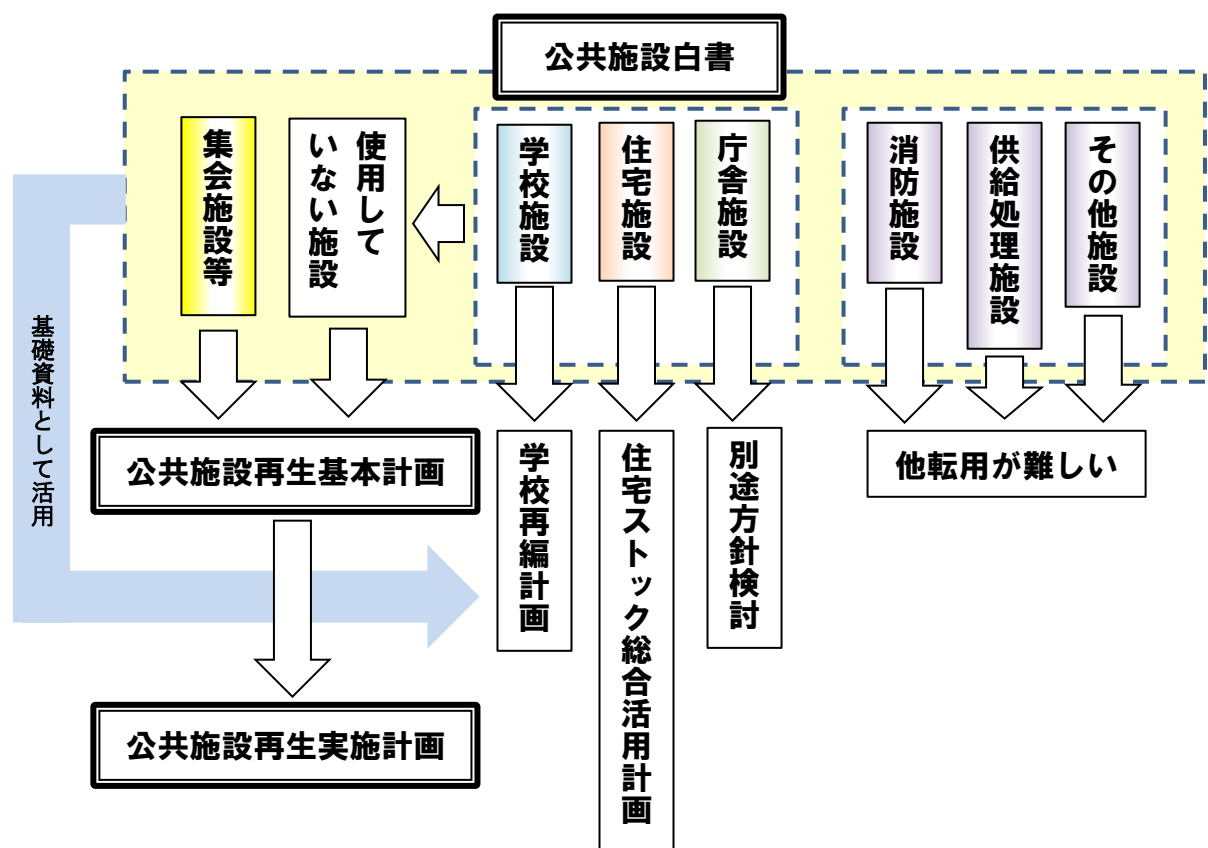 公共施設白書
集会施設等
使用して
いない施設
学校施設
住宅施設
庁舎施設
消防施設
供給処理施設
その他施設
基礎資料として活用
公共施設再生基本計画
学校再編計画
住宅ストック総合活用計画
別途方針検討
他転用が難しい
公共施設再生実施計画